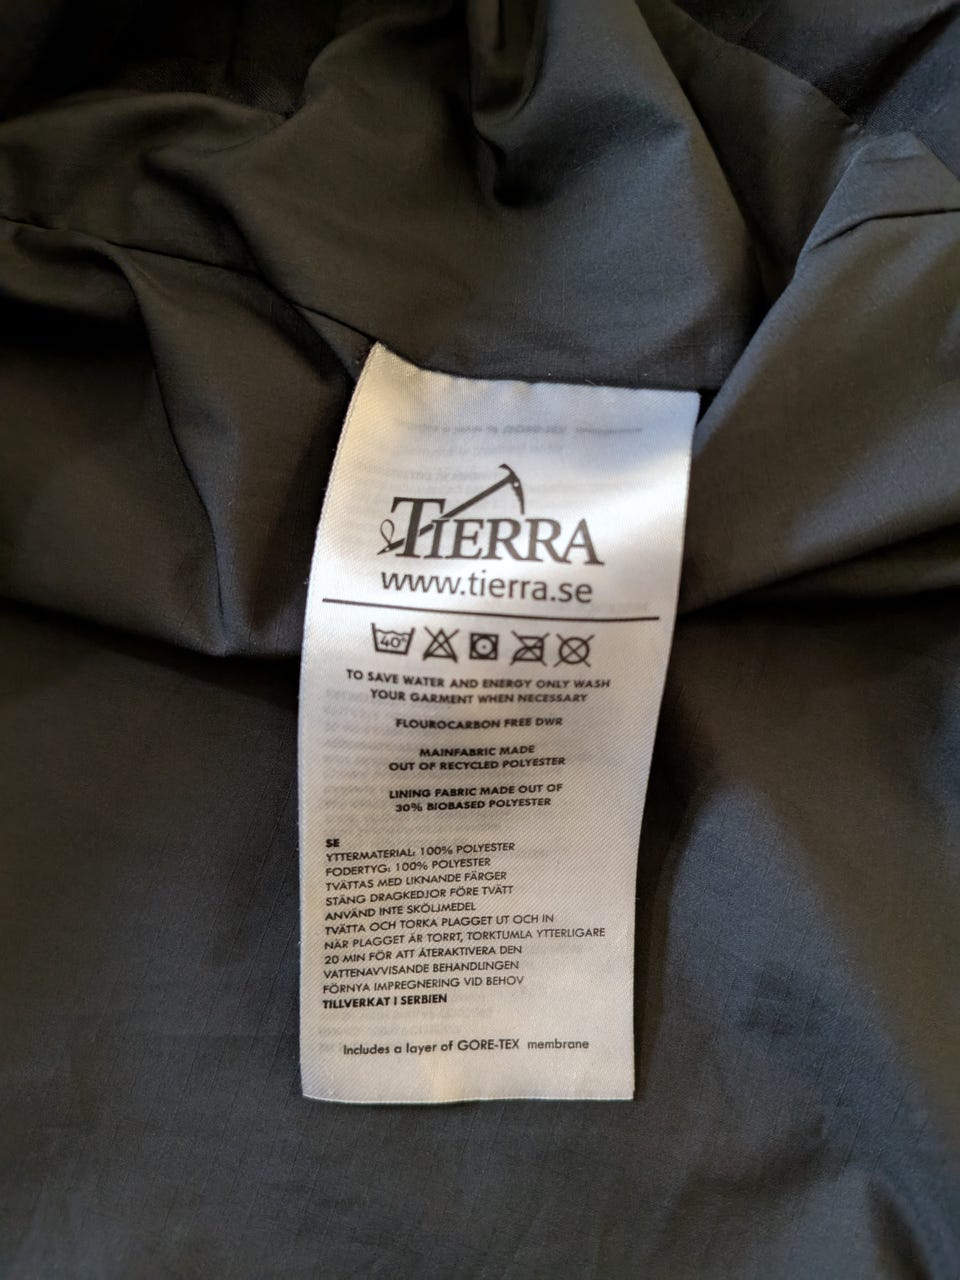 TIERRA
www.tierra.se
40°
TO SAVE WATER AND ENERGY ONLY WASH
YOUR GARMENT WHEN NECESSARY
FLOUROCARBON FREE DWR
MAINFABRIC MADE
OUT OF RECYCLED POLYESTER
LINING FABRIC MADE OUT OF
30% BIOBASED POLYESTER
SE
YTTERMATERIAL: 100% POLYESTER
FODERTYG: 100% POLYESTER
TVÄTTAS MED LIKNANDE FÄRGER
STÄNG DRAGKEDJOR FÖRE TVÄTT
ANVÄND INTE SKÖLJMEDEL
TVÄTTA OCH TORKA PLAGGET UT OCH IN
NÄR PLAGGET ÄR TORRT, TORKTUMLA YTTERLIGARE
20 MIN FÖR ATT ÅTERAKTIVERA DEN
VATTENAVVISANDE BEHANDLINGEN
FÖRNYA IMPREGNERING VID BEHOV
TILLVERKAT I SERBIEN
Includes a layer of GORE-TEX membrane